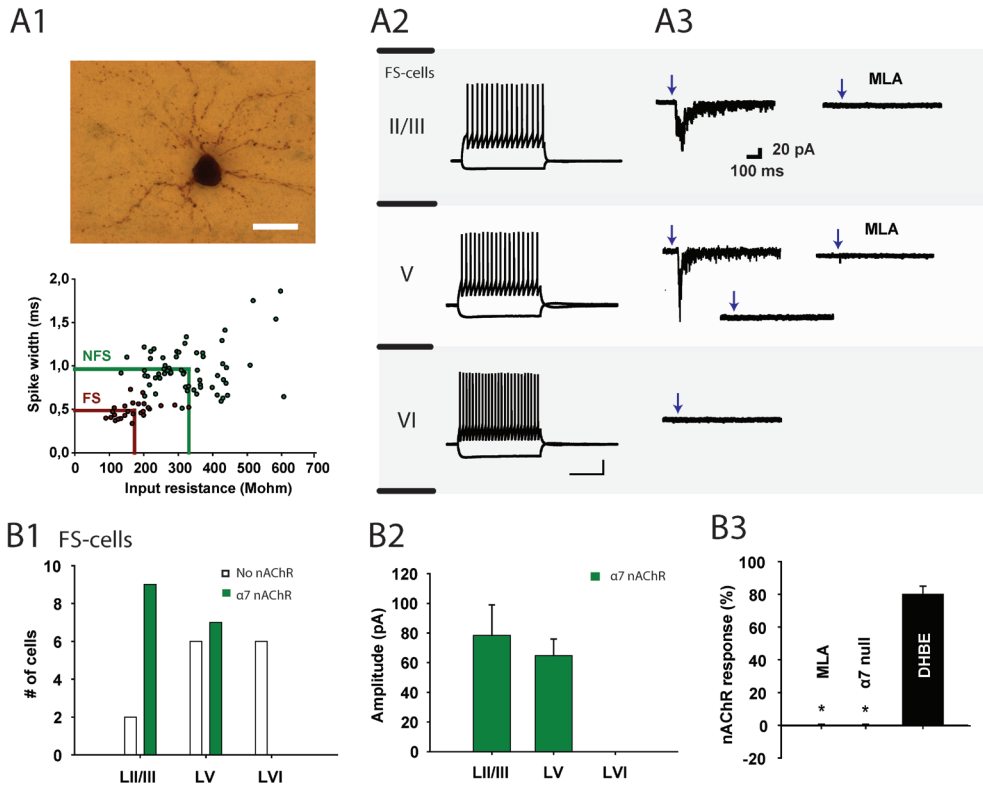 A1
A2
A3
FS-cells
II/III
MLA
20 pA
100 ms
V
MLA
VI
2,0
1,5
1,0
0,5
0,0
Spike width (ms)
NFS
FS
0 100 200 300 400 500 600 700
Input resistance (Mohm)
B1 FS-cells
10
8
6
4
2
0
# of cells
No nAChR
α7 nAChR
LII/III LV LVI
B2
120
100
80
60
40
20
0
Amplitude (pA)
α7 nAChR
LII/III LV LVI
B3
100
80
60
40
20
0
-20
nAChR response (%)
MLA
*
α7 null
*
DHBE